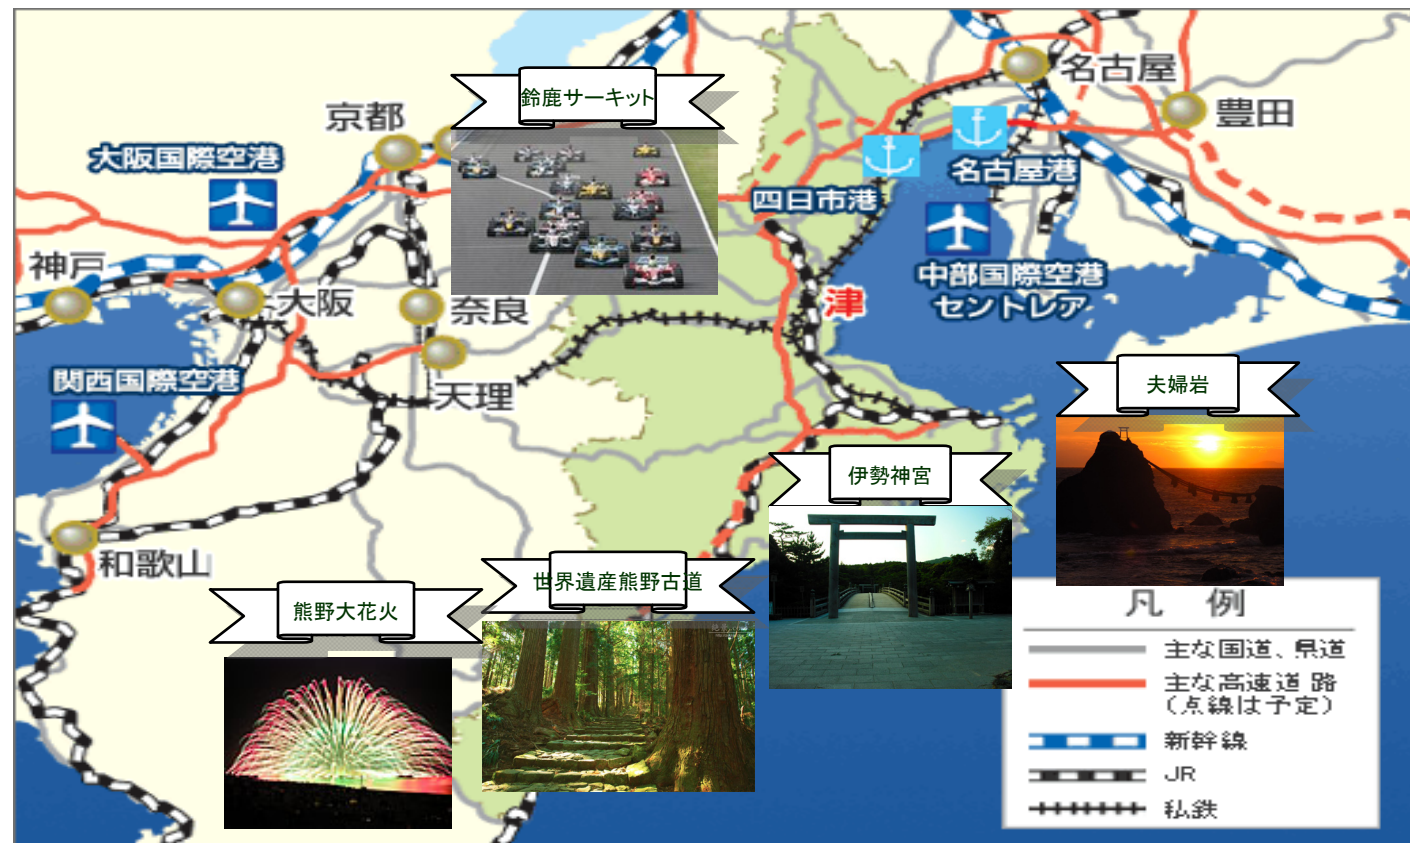 鈴鹿サーキット
名古屋
豊田
京都
大阪国際空港
名古屋港
四日市港
神戸
大阪
奈良
津
中部国際空港
セントレア
関西国際空港
天理
夫婦岩
伊勢神宮
和歌山
世界遺産熊野古道
熊野大花火
凡 例
主な国道、県道
主な高速道路
(点線は予定)
新幹線
JR
私鉄